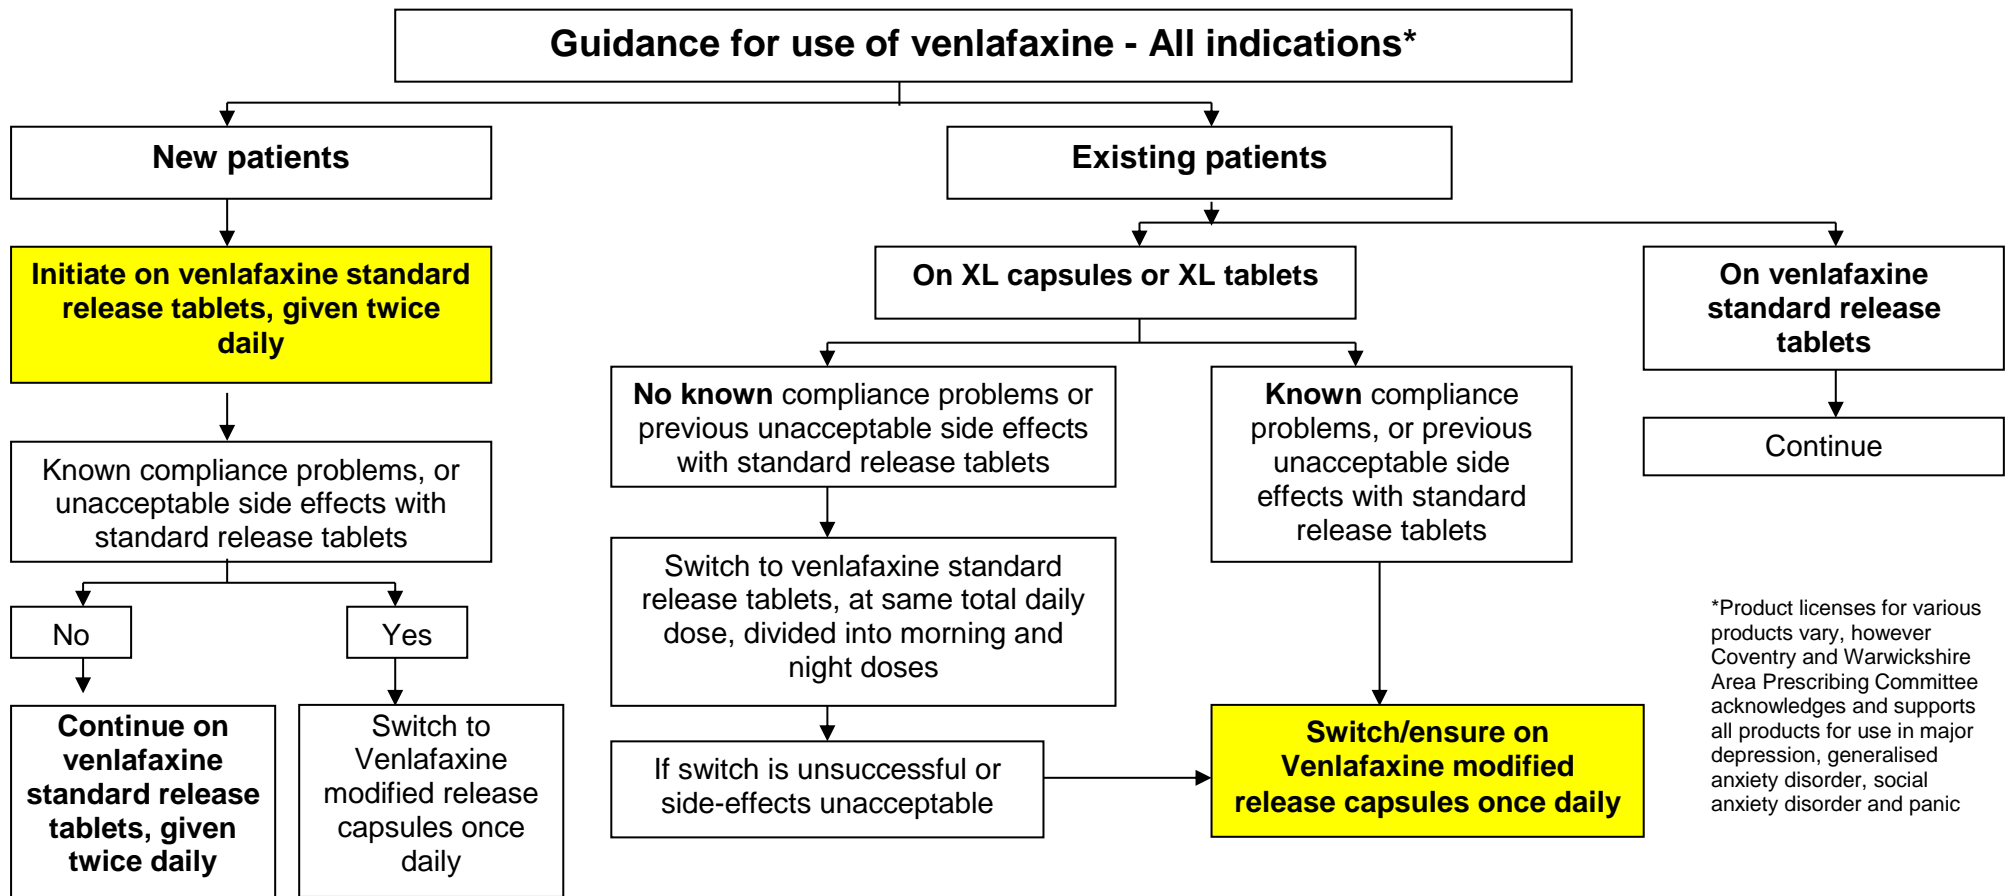 Guidance for use of venlafaxine - All indications*
New patients
Existing patients
Initiate on venlafaxine standard
release tablets, given twice
daily
On XL capsules or XL tablets
On venlafaxine
standard release
tablets
Known compliance problems, or
unacceptable side effects with
standard release tablets
No known compliance problems or
previous unacceptable side effects
with standard release tablets
Known compliance
problems, or previous
unacceptable side
effects with standard
release tablets
Continue
No
Yes
Switch to venlafaxine standard
release tablets, at same total daily
dose, divided into morning and
night doses
Continue on
venlafaxine
standard release
tablets, given
twice daily
Switch to
Venlafaxine
modified release
capsules once
daily
If switch is unsuccessful or
side-effects unacceptable
Switch/ensure on
Venlafaxine modified
release capsules once daily
*Product licenses for various
products vary, however
Coventry and Warwickshire
Area Prescribing Committee
acknowledges and supports
all products for use in major
depression, generalised
anxiety disorder, social
anxiety disorder and panic